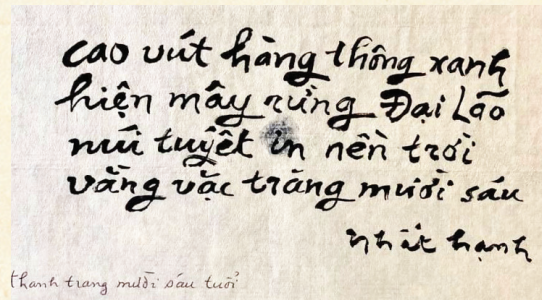 cao vút hàng thông xanh
hiện mây rừng Đại Lão
núi tuyết in nền trời
vằng vặc trăng mười sáu
nhất hạnh
thanh trang mười sáu tuổi